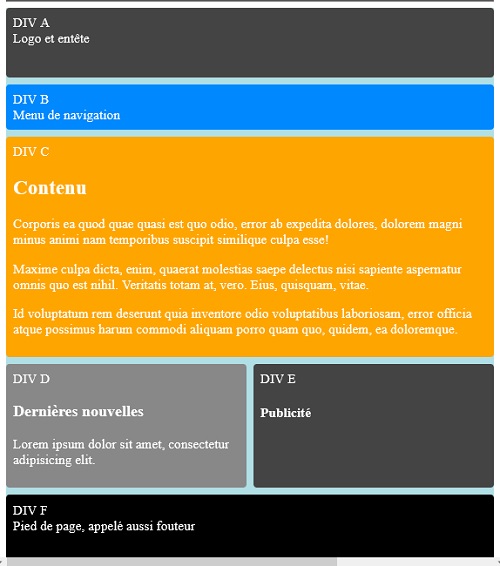 DIV A
Logo et entête
DIV B
Menu de navigation
DIV C
Contenu
Corporis ea quod quae quasi est quo odio, error ab expedita dolores, dolorem magni
minus animi nam temporibus suscipit similique culpa esse!
Maxime culpa dicta, enim, quaerat molestias saepe delectus nisi sapiente aspernatur
omnis quo est nihil. Veritatis totam at, vero. Eius, quisquam, vitae.
Id voluptatum rem deserunt quia inventore odio voluptatibus laboriosam, error officia
atque possimus harum commodi aliquam porro quam quo, quidem, ea doloremque.
DIV D
Dernières nouvelles
Lorem ipsum dolor sit amet, consectetur
adipisicing elit.
DIV E
Publicité
DIV F
Pied de page, appelé aussi fouteur